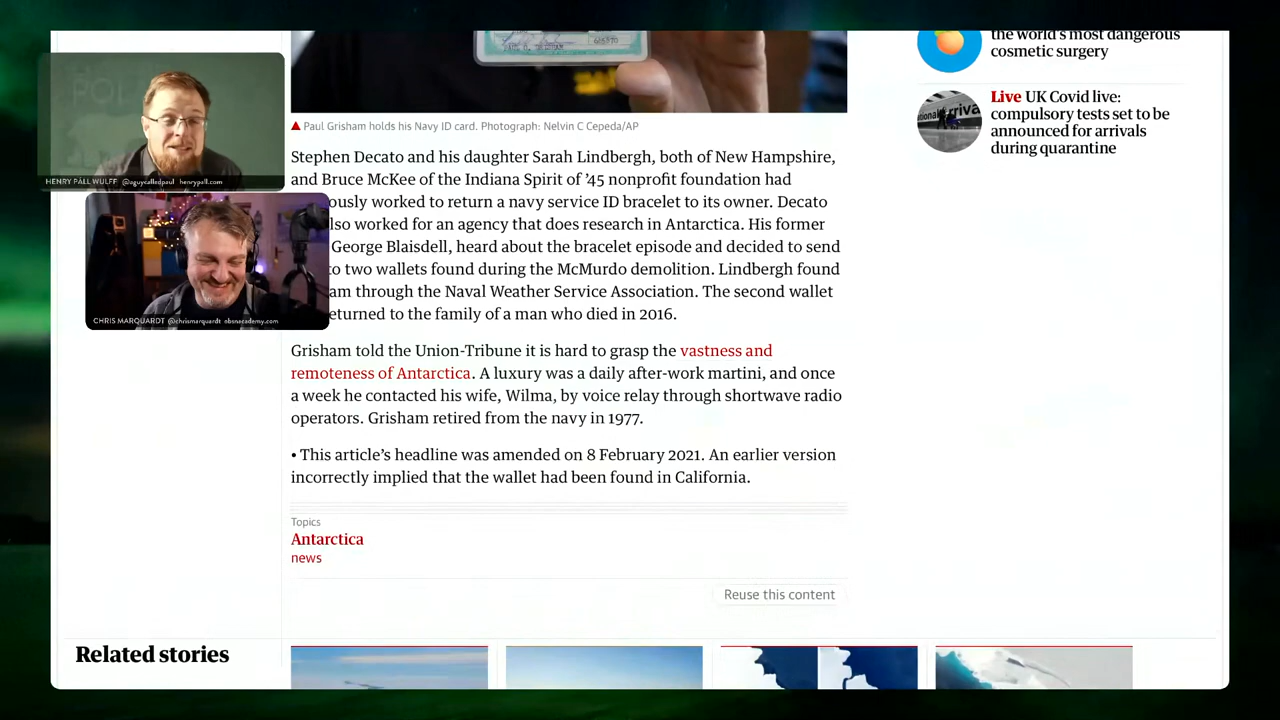 the world's most dangerous
cosmetic surgery
Live UK Covid live:
compulsory tests set to be
announced for arrivals
during quarantine
Paul Grisham holds his Navy ID card. Photograph: Nelvin C Cepeda/AP
Stephen Decato and his daughter Sarah Lindbergh, both of New Hampshire,
and Bruce McKee of the Indiana Spirit of ’45 nonprofit foundation had
ously worked to return a navy service ID bracelet to its owner. Decato
lso worked for an agency that does research in Antarctica. His former
George Blaisdell, heard about the bracelet episode and decided to send
to two wallets found during the McMurdo demolition. Lindbergh found
am through the Naval Weather Service Association. The second wallet
eturned to the family of a man who died in 2016.
Grisham told the Union-Tribune it is hard to grasp the vastness and
remoteness of Antarctica. A luxury was a daily after-work martini, and once
a week he contacted his wife, Wilma, by voice relay through shortwave radio
operators. Grisham retired from the navy in 1977.
• This article’s headline was amended on 8 February 2021. An earlier version
incorrectly implied that the wallet had been found in California.
Topics
Antarctica
news
Reuse this content
Related stories
HENRY PÁLL WULFF @aguycalledpaul henrypall.com
CHRIS MARQUARDT @chrismarquardt obsnacademy.com